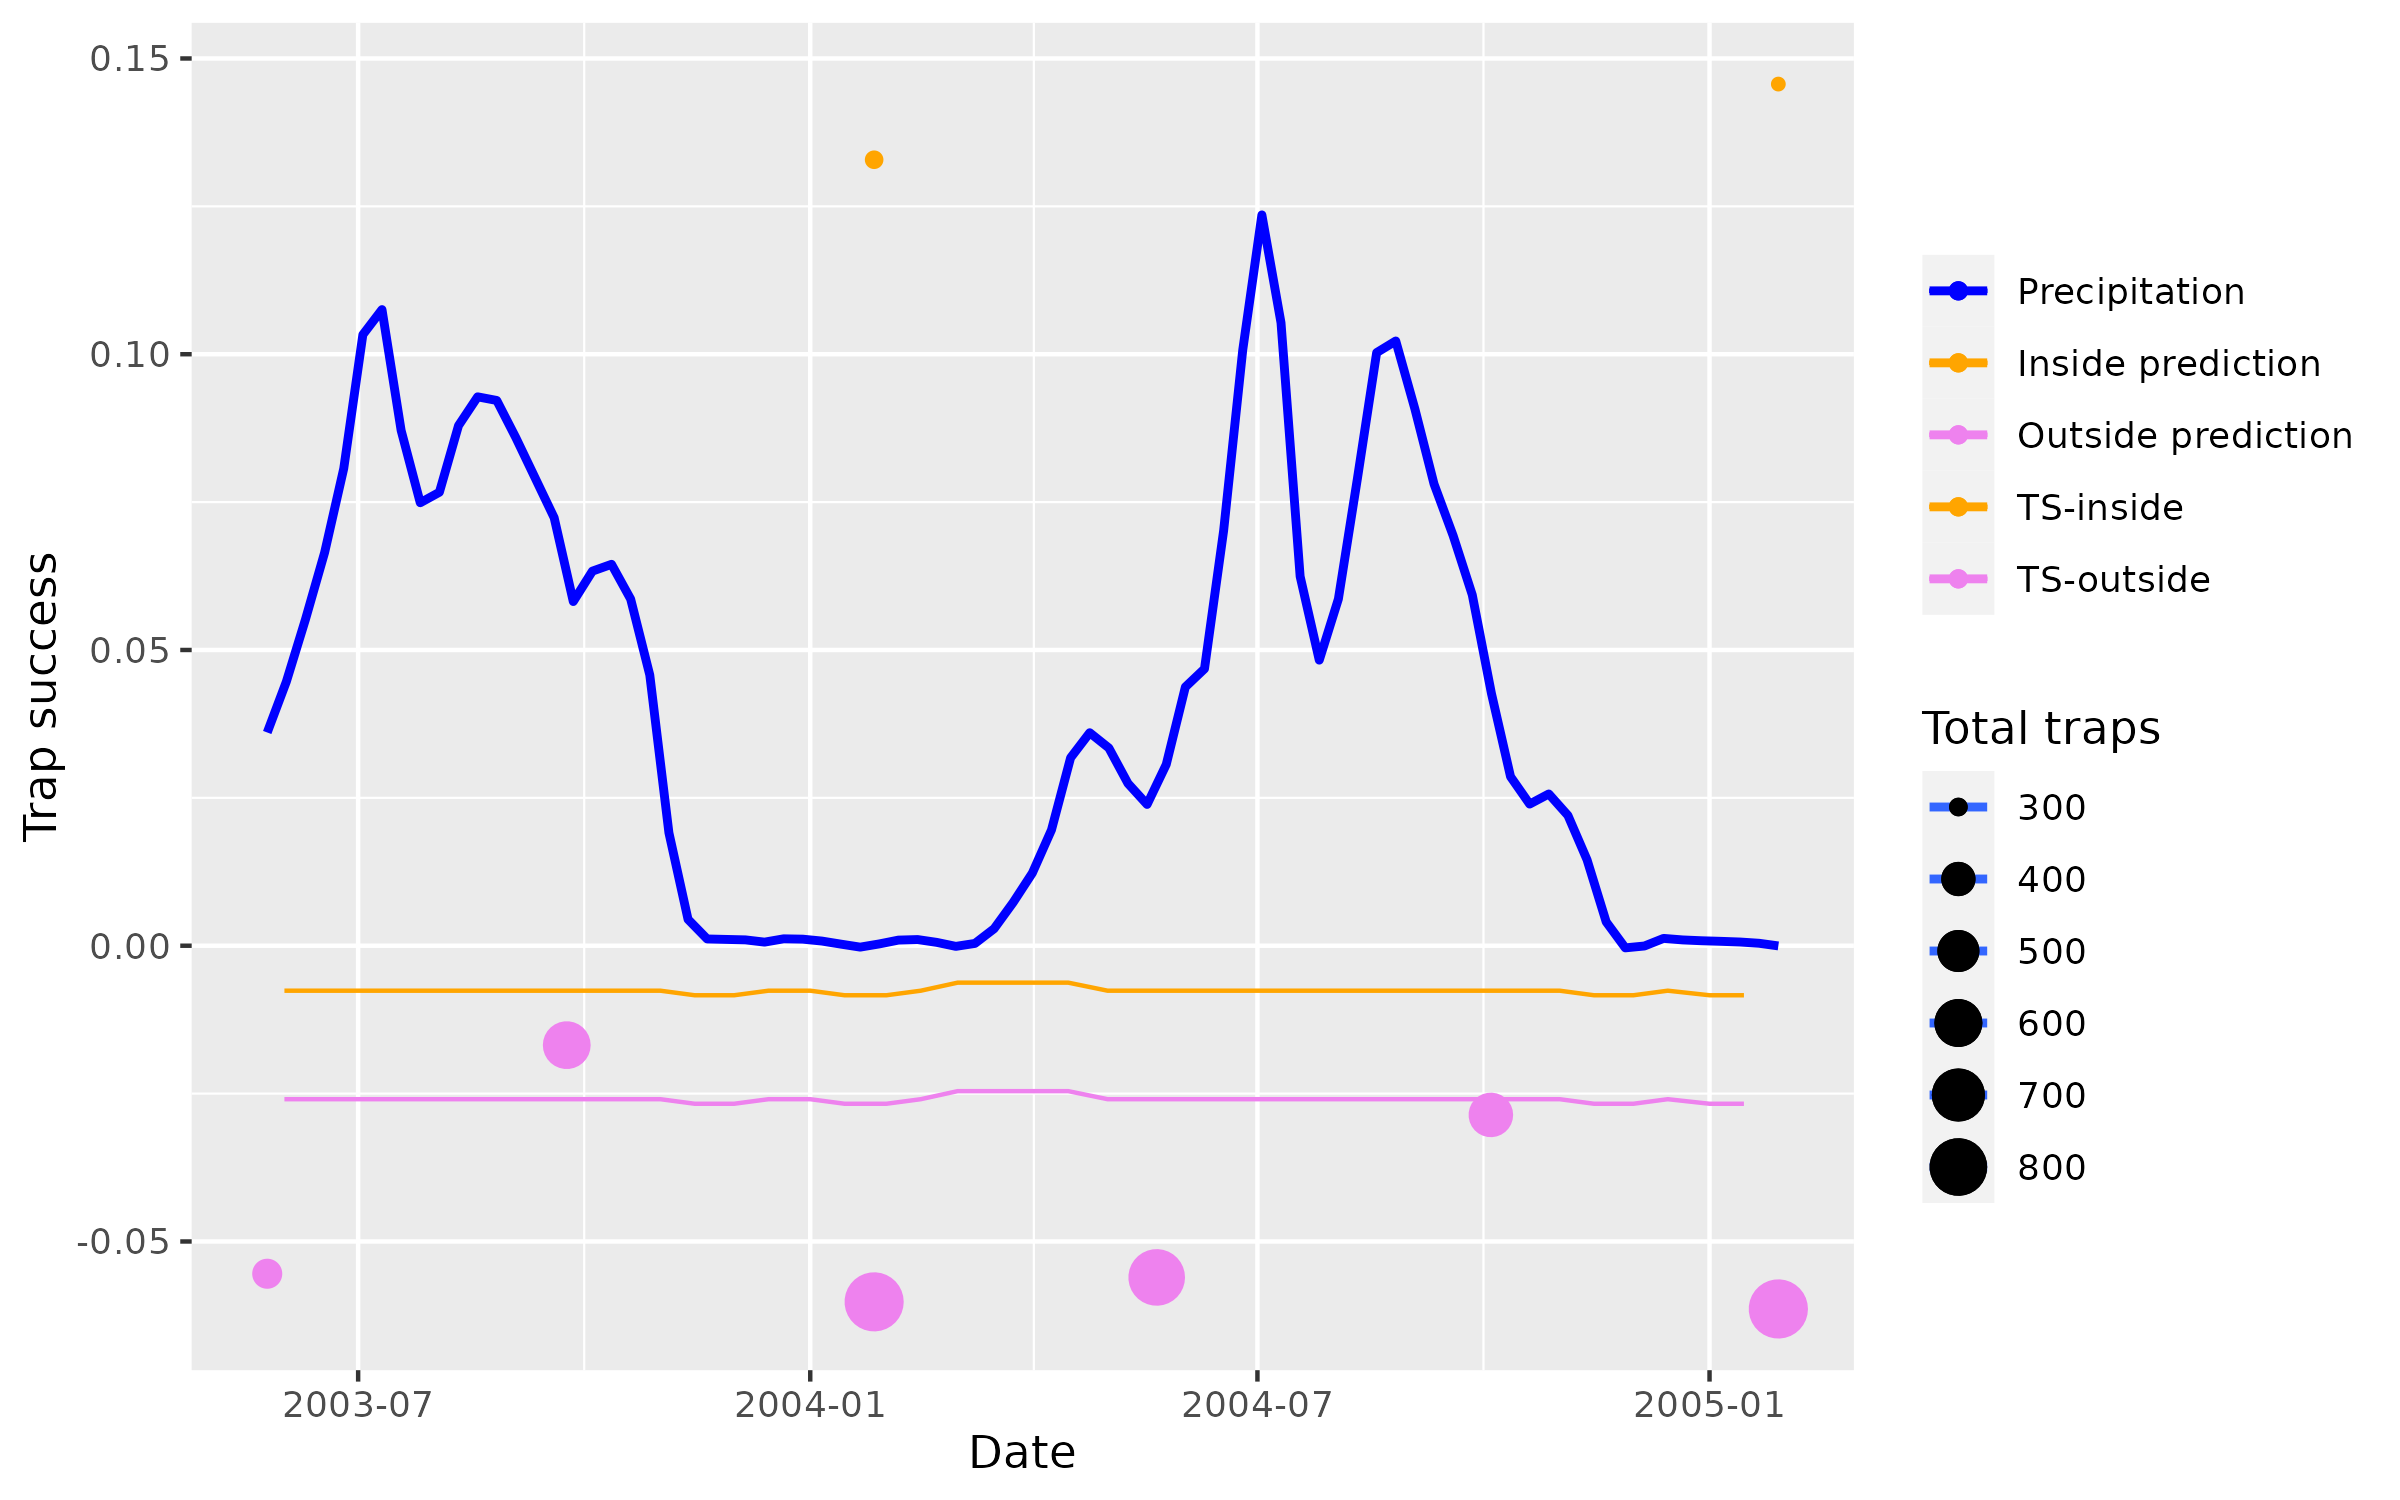 0.15
0.10
0.05
0.00
-0.05
Trap success
2003-07
2004-01
2004-07
2005-01
Date
Precipitation
Inside prediction
Outside prediction
TS-inside
TS-outside
Total traps
300
400
500
600
700
800